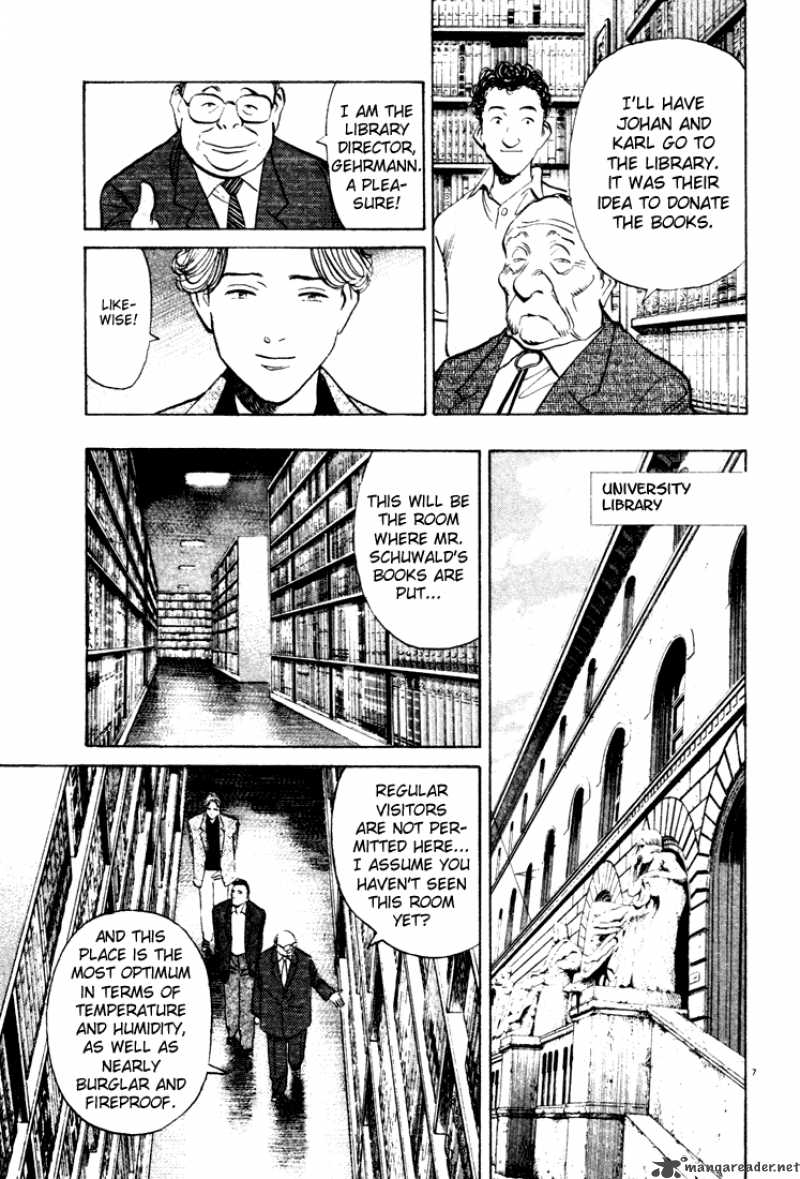 I'LL HAVE
JOHAN AND
KARL GO TO
THE LIBRARY.
IT WAS THEIR
IDEA TO DONATE
THE BOOKS.
I AM THE
LIBRARY
DIRECTOR,
GEHRMANN.
A PLEA-
SURE!
LIKE-
WISE!
UNIVERSITY
LIBRARY
THIS WILL BE
THE ROOM
WHERE MR.
SCHUWALD'S
BOOKS ARE
PUT...
REGULAR
VISITORS
ARE NOT PER-
MITTED HERE...
I ASSUME YOU
HAVEN'T SEEN
THIS ROOM
YET?
AND THIS
PLACE IS THE
MOST OPTIMUM
IN TERMS OF
TEMPERATURE
AND HUMIDITY,
AS WELL AS
NEARLY
BURGLAR AND
FIREPROOF.
7
mangareader.net